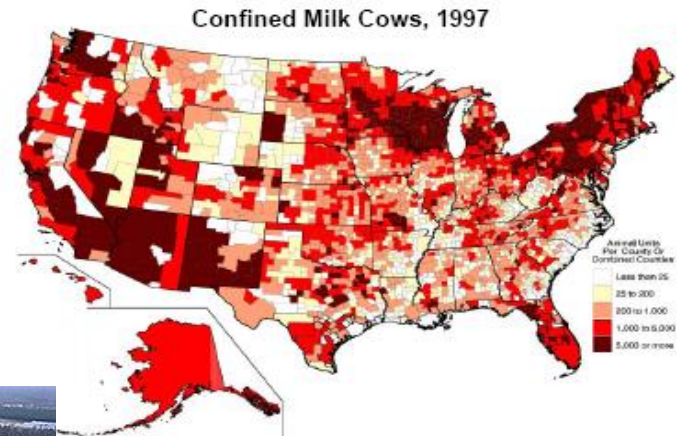 Confined Milk Cows, 1997
Animal Units
Per County Or
Combined Counties
Less than 25
25 to 200
200 to 1,000
1,000 to 5,000
5,000 or more